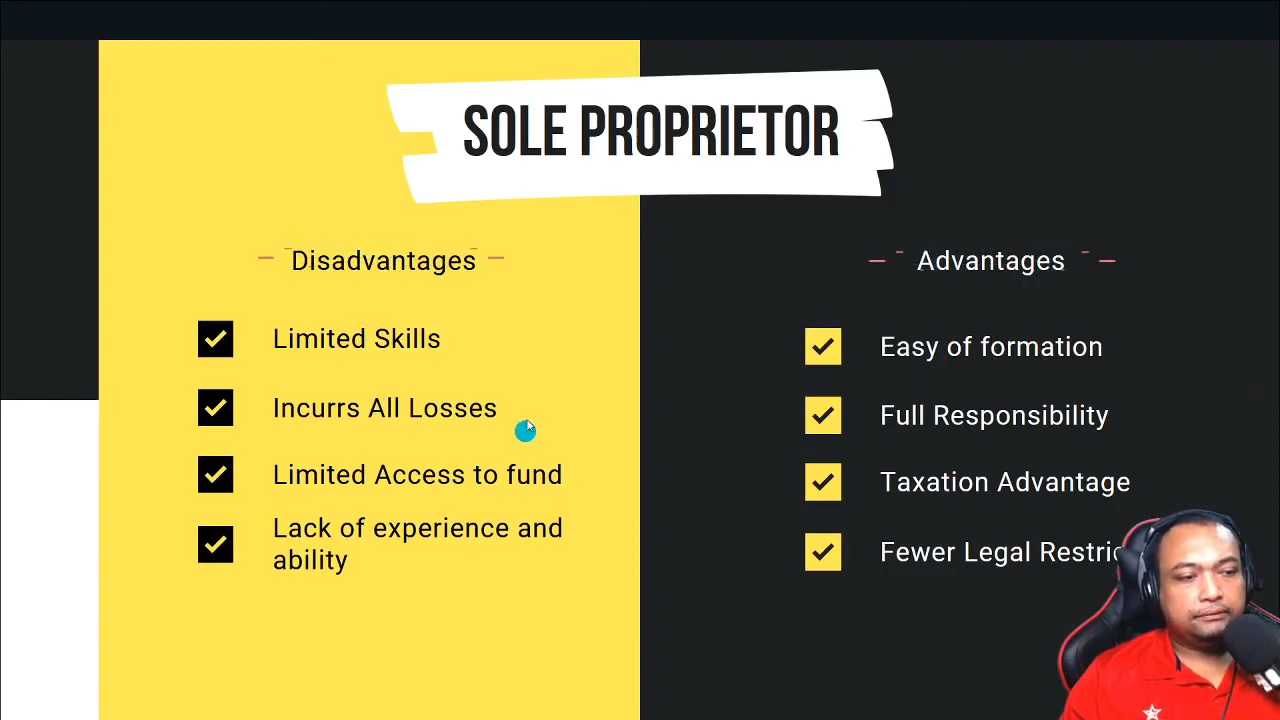 SOLE PROPRIETOR
Disadvantages
Limited Skills
Incurrs All Losses
Limited Access to fund
Lack of experience and
ability
Advantages
Easy of formation
Full Responsibility
Taxation Advantage
Fewer Legal